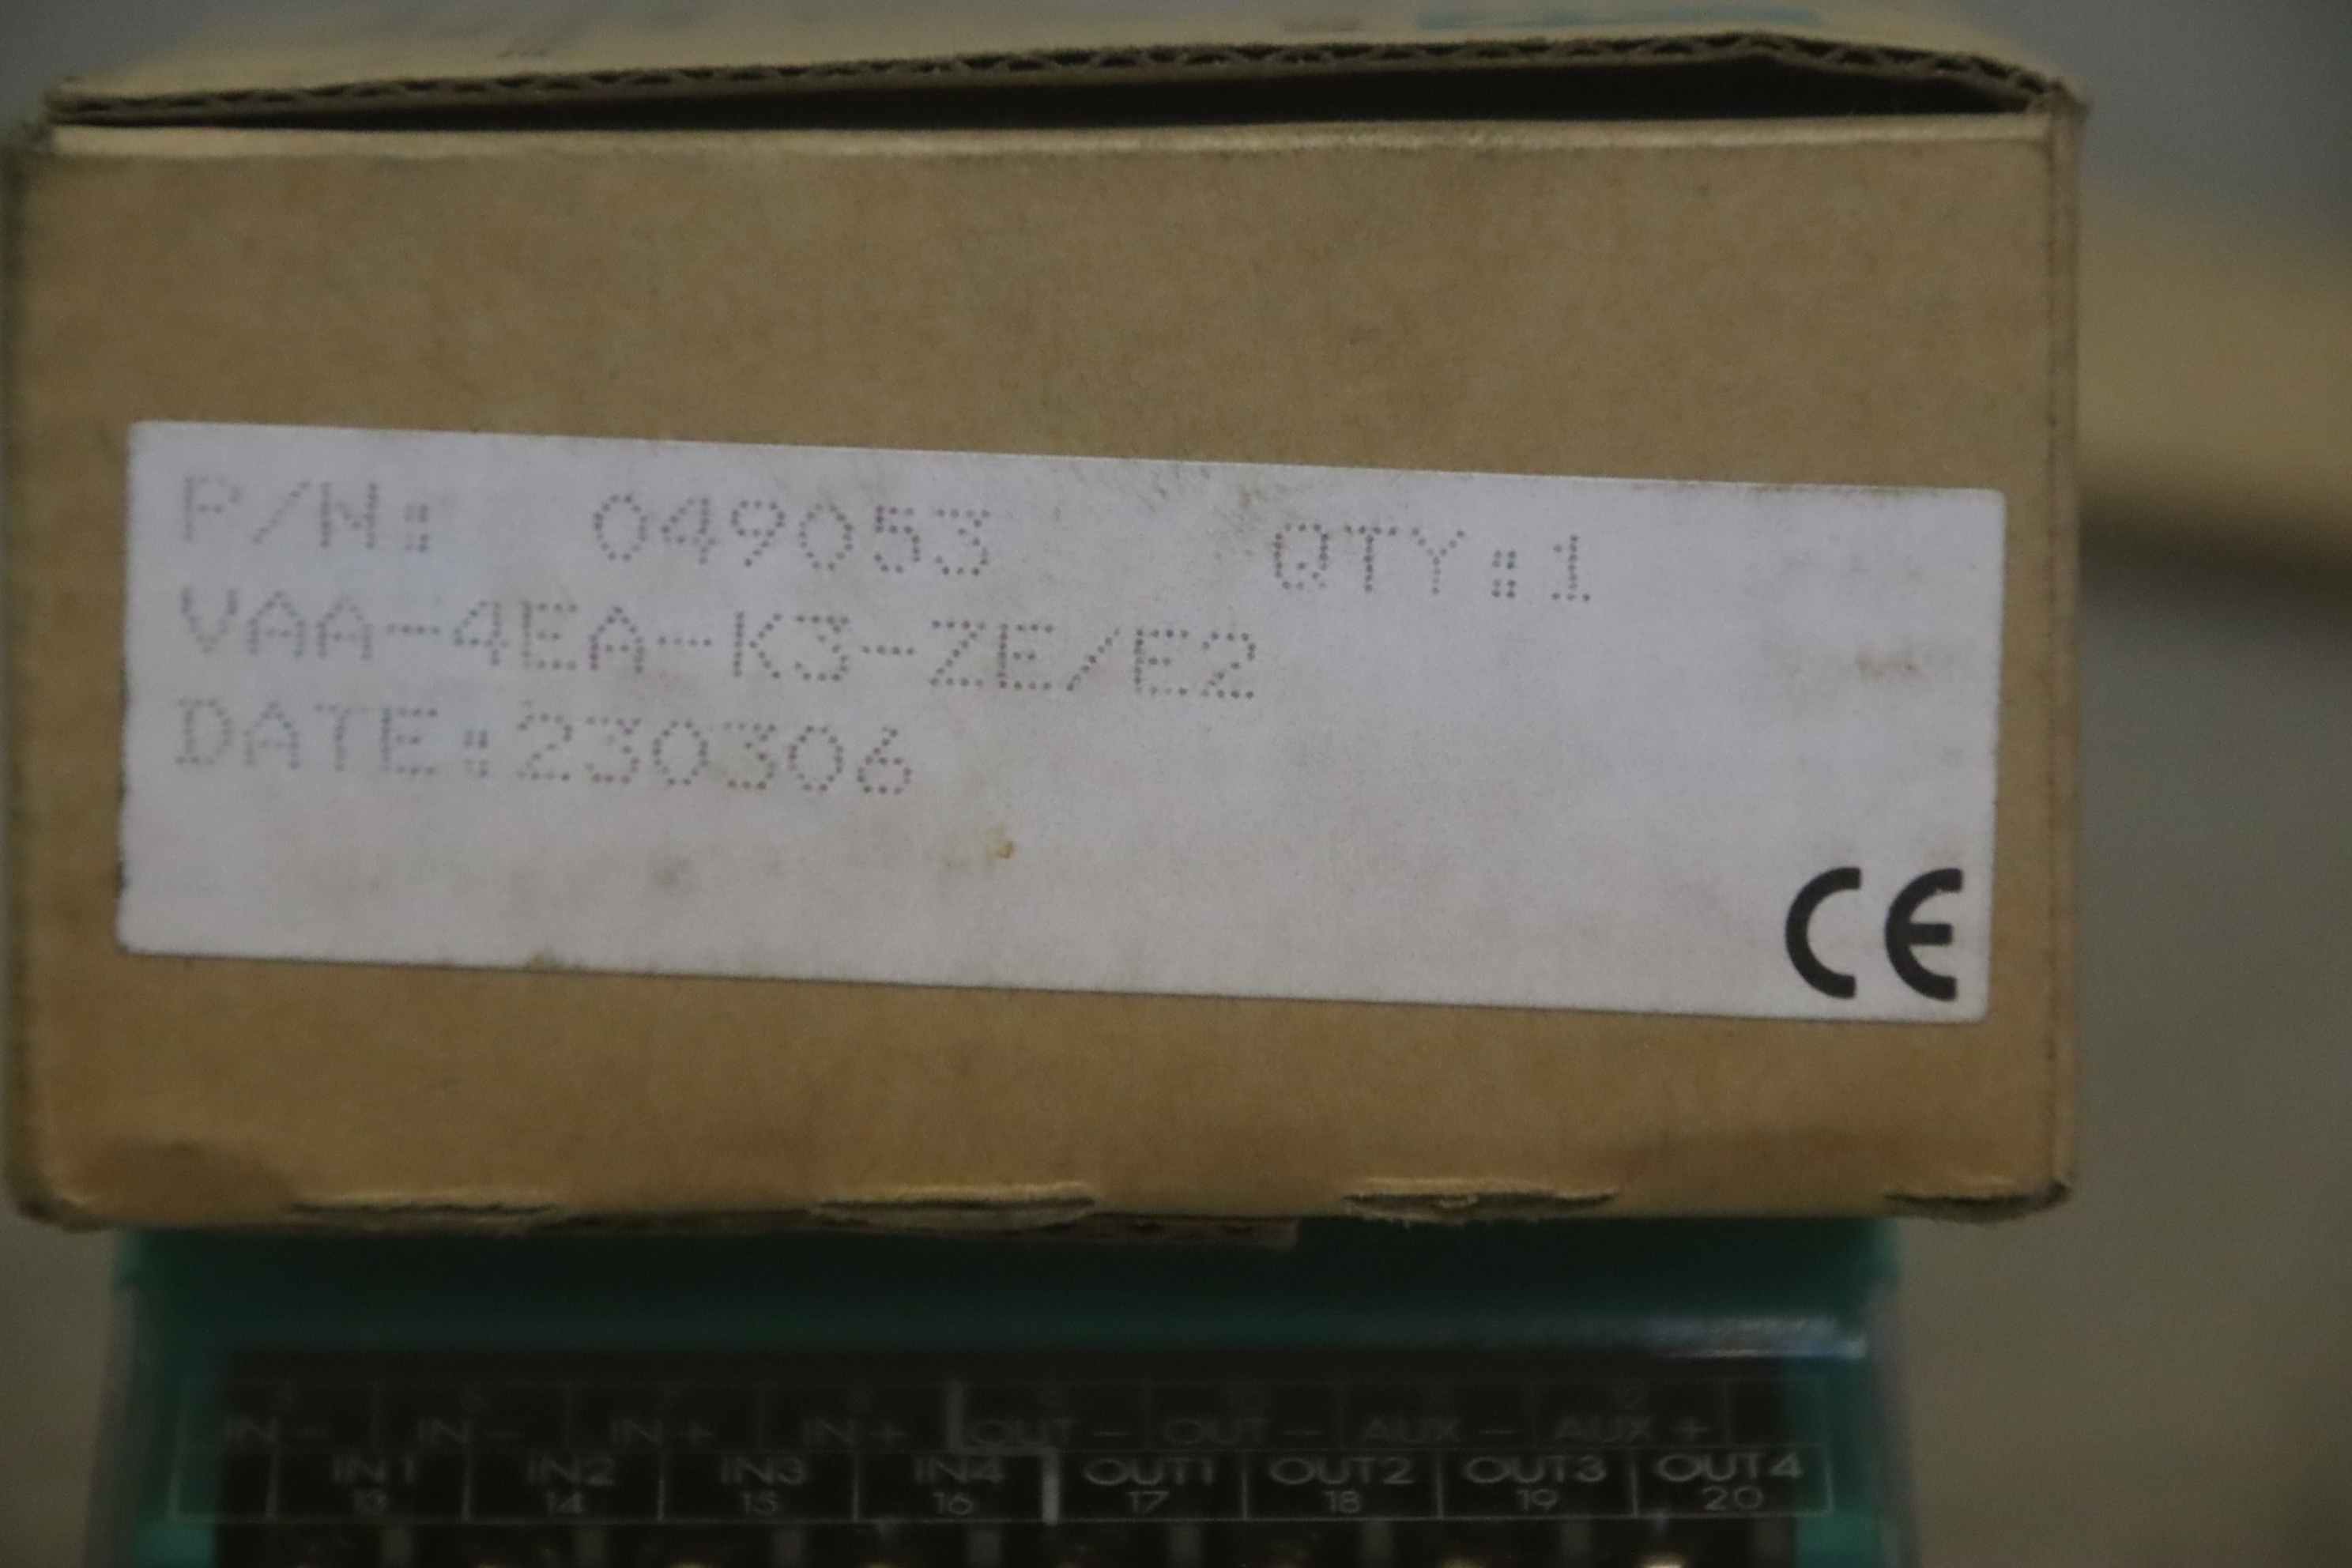 P/N: 049053 QTY:1
VAA-4EA-K3-ZE/E2
DATE:230306
CE
IN - IN - IN + IN + OUT - OUT - AUX - AUX +
IN1 IN2 IN3 IN4 OUT1 OUT2 OUT3 OUT4
13 14 15 16 17 18 19 20